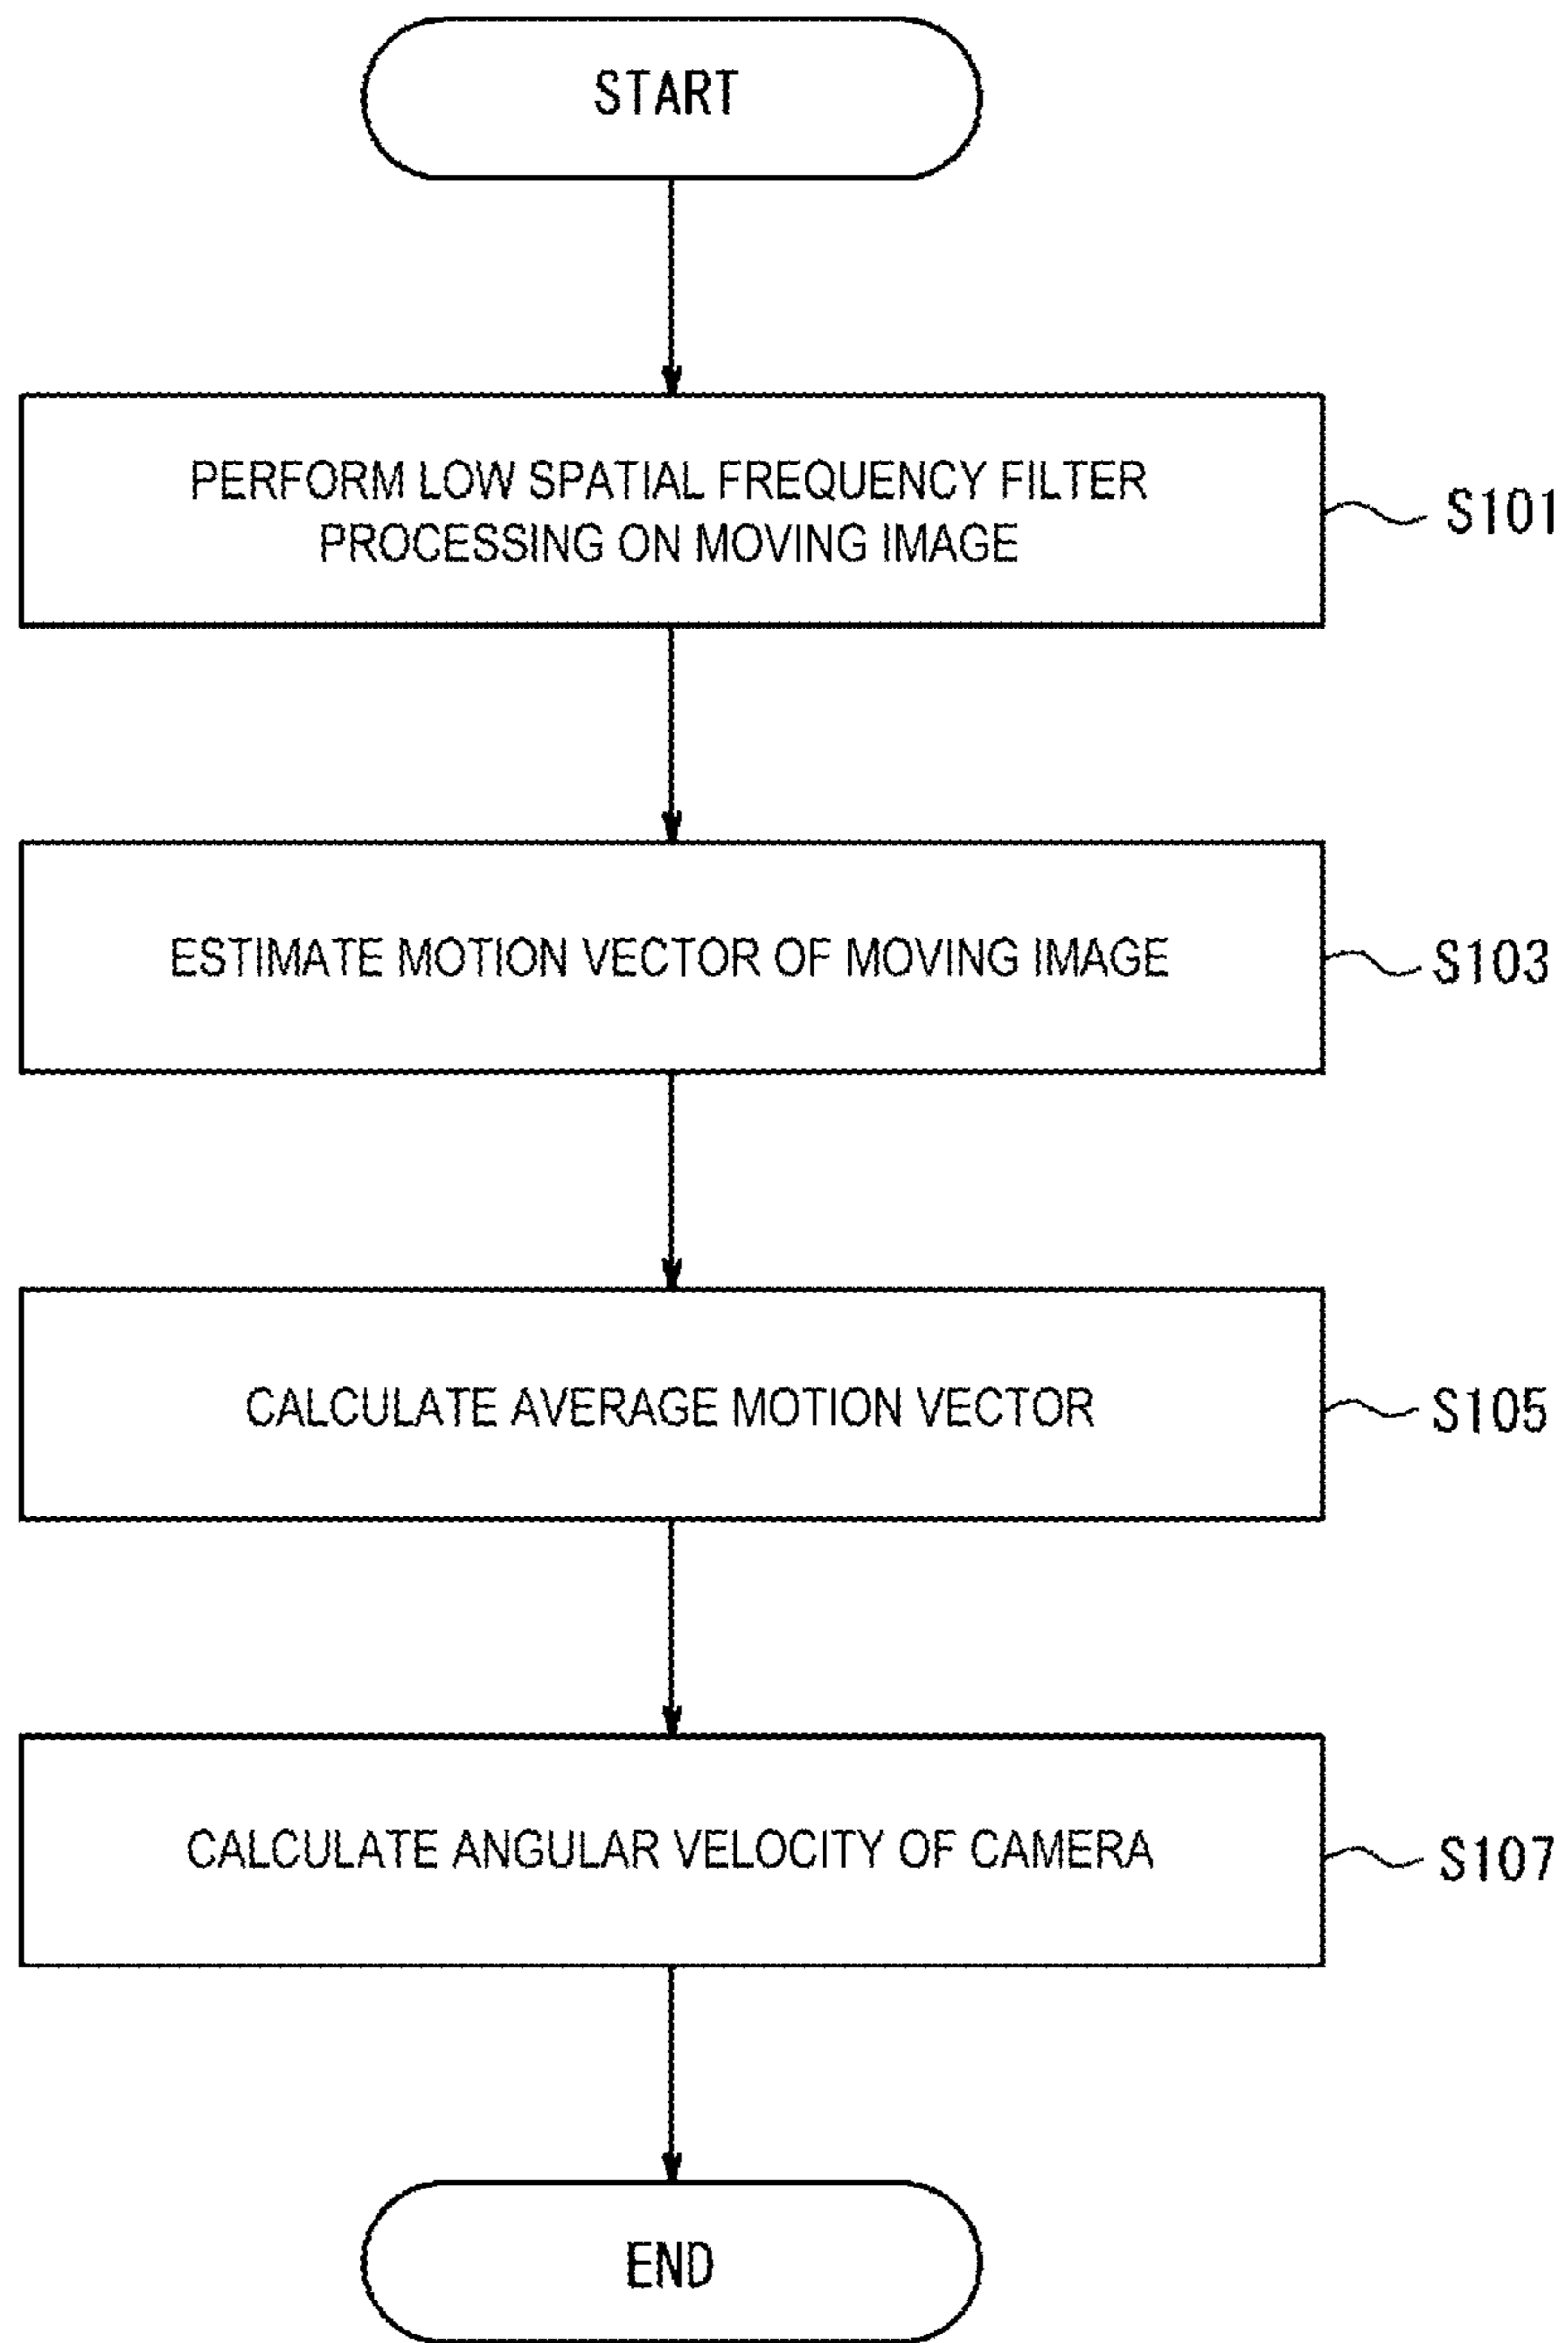 START
PERFORM LOW SPATIAL FREQUENCY FILTER
PROCESSING ON MOVING IMAGE
S101
ESTIMATE MOTION VECTOR OF MOVING IMAGE
S103
CALCULATE AVERAGE MOTION VECTOR
S105
CALCULATE ANGULAR VELOCITY OF CAMERA
S107
END